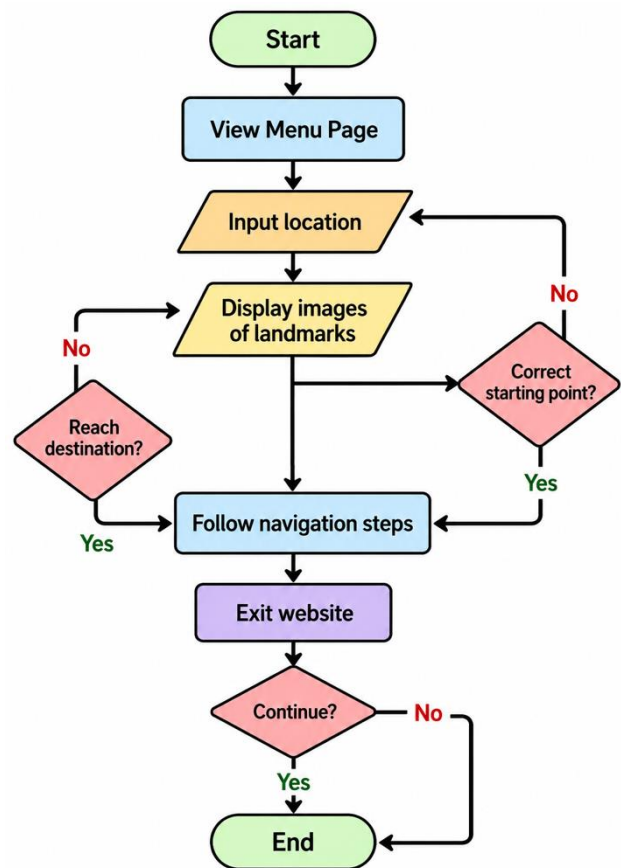 Start
View Menu Page
Input location
Display images
of landmarks
No
No
Correct
starting point?
Reach
destination?
Yes
Yes
Follow navigation steps
Exit website
Continue?
No
Yes
End